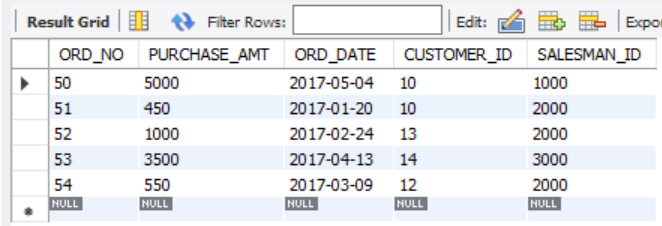 Result Grid Filter Rows: Edit: Expor
ORD_NO PURCHASE_AMT ORD_DATE CUSTOMER_ID SALESMAN_ID
50 5000 2017-05-04 10 1000
51 450 2017-01-20 10 2000
52 1000 2017-02-24 13 2000
53 3500 2017-04-13 14 3000
54 550 2017-03-09 12 2000
NULL NULL NULL NULL NULL